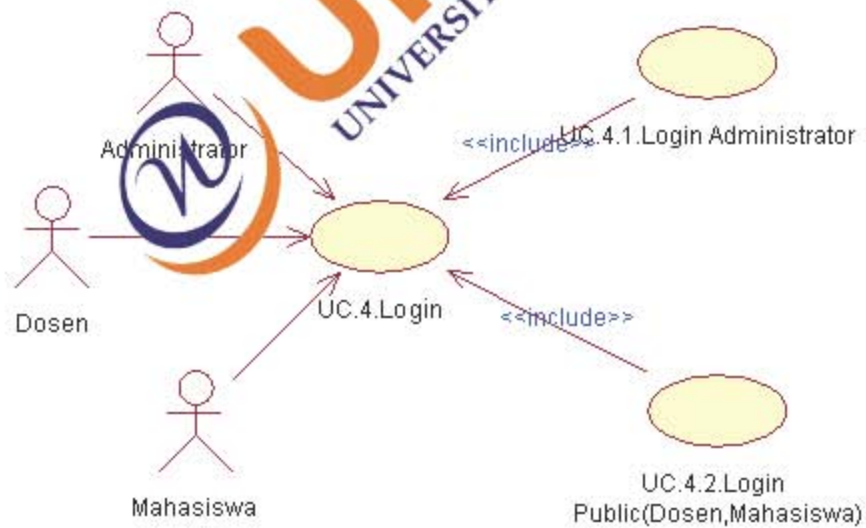 UNIVERSIT
Administrator
<<include>>
UC.4.1.Login Administrator
Dosen
UC.4.Login
<<include>>
Mahasiswa
UC.4.2.Login
Public(Dosen,Mahasiswa)